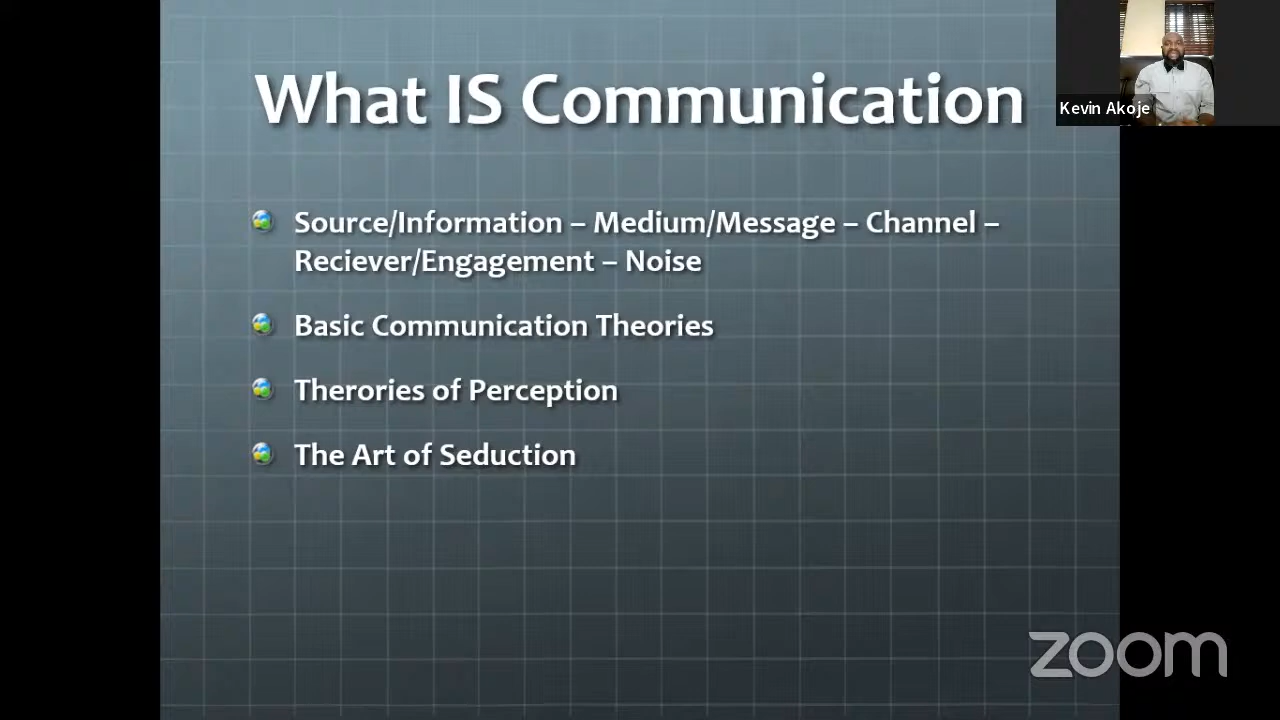 What IS Communication
Kevin Akoje
Source/Information – Medium/Message – Channel –
Reciever/Engagement – Noise
Basic Communication Theories
Therories of Perception
The Art of Seduction
zoom